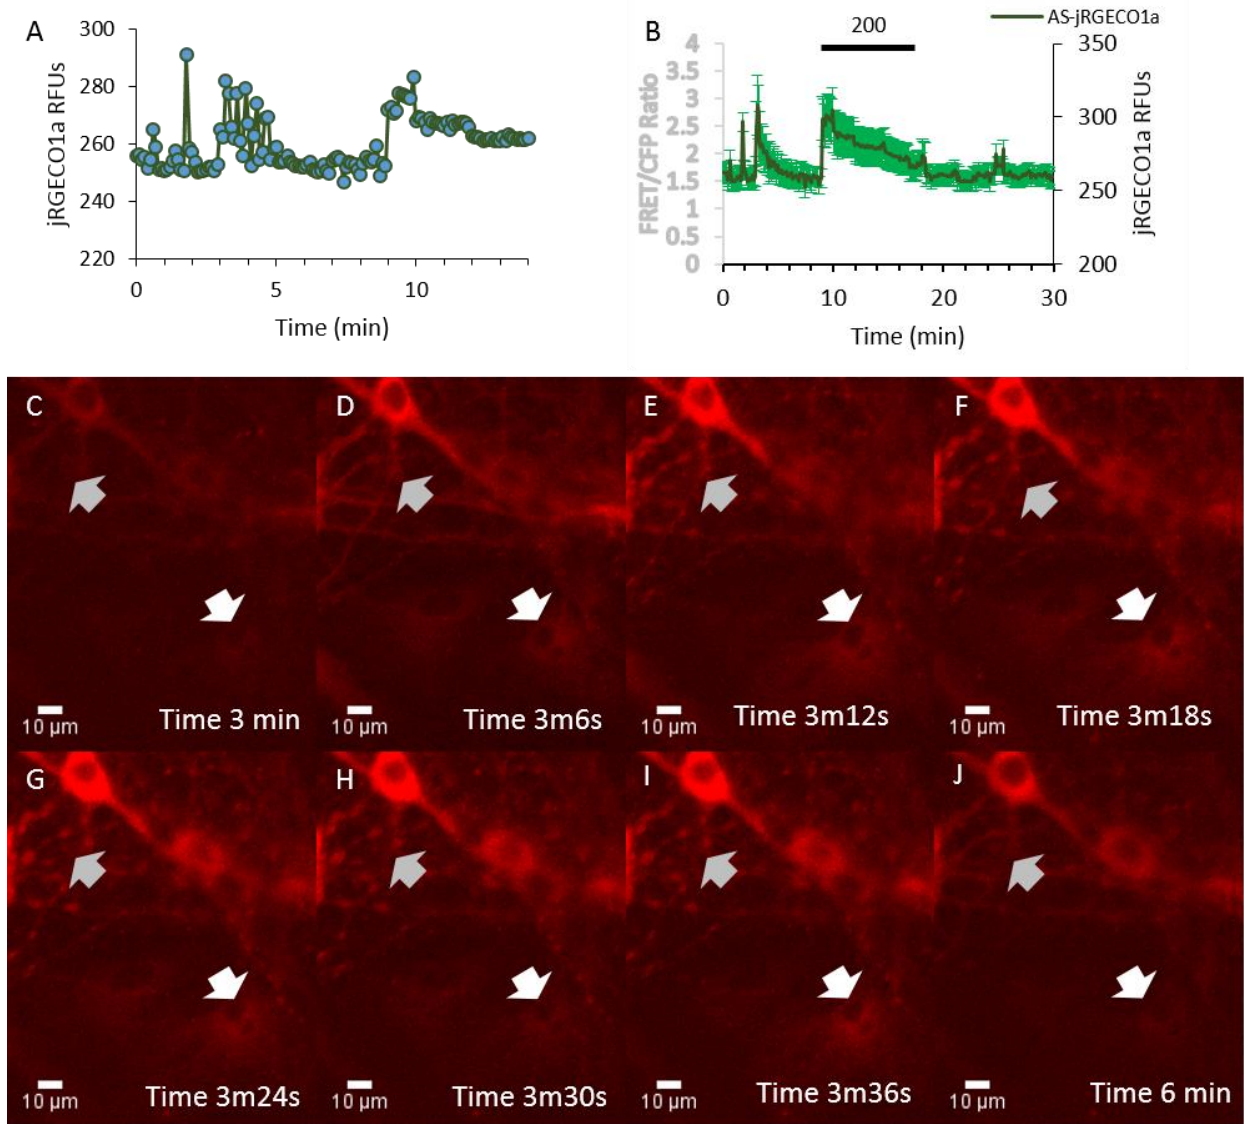 A
300
280
260
240
220
jRGECO1a RFUs
0
5
10
Time (min)
B
AS-jRGECO1a
200
4
3.5
3
2.5
2
1.5
1
0.5
0
FRET/CFP Ratio
350
300
250
200
jRGECO1a RFUs
0
10
20
30
Time (min)
C
10 µm
Time 3 min
D
10 µm
Time 3m6s
E
10 µm
Time 3m12s
F
10 µm
Time 3m18s
G
10 µm
Time 3m24s
H
10 µm
Time 3m30s
I
10 µm
Time 3m36s
J
10 µm
Time 6 min